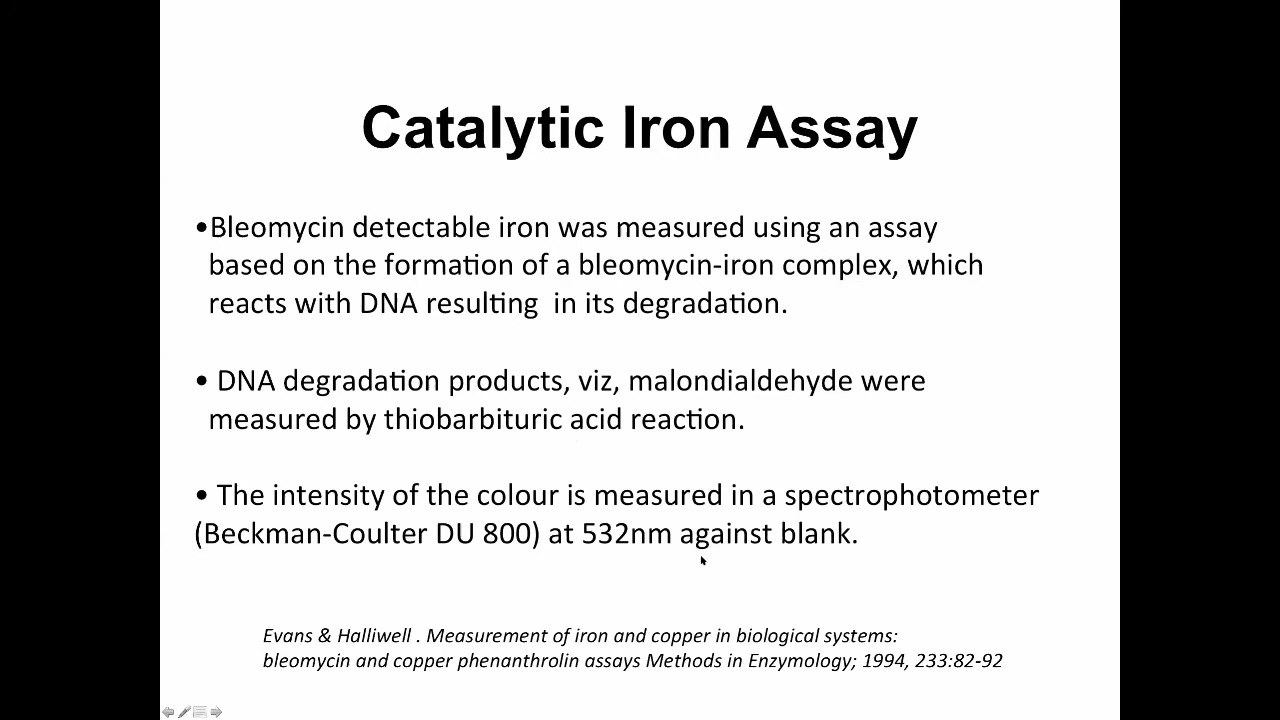 Catalytic Iron Assay
•Bleomycin detectable iron was measured using an assay
based on the formation of a bleomycin-iron complex, which
reacts with DNA resulting  in its degradation.
• DNA degradation products, viz, malondialdehyde were
measured by thiobarbituric acid reaction.
• The intensity of the colour is measured in a spectrophotometer
(Beckman-Coulter DU 800) at 532nm against blank.
Evans & Halliwell . Measurement of iron and copper in biological systems:
bleomycin and copper phenanthrolin assays Methods in Enzymology; 1994, 233:82-92